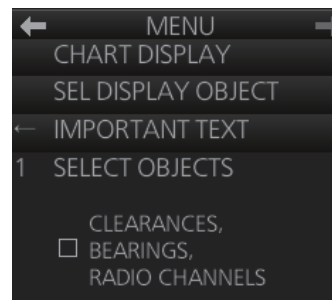 ← MENU
CHART DISPLAY
SEL DISPLAY OBJECT
← IMPORTANT TEXT
1 SELECT OBJECTS
CLEARANCES,
☐ BEARINGS,
RADIO CHANNELS